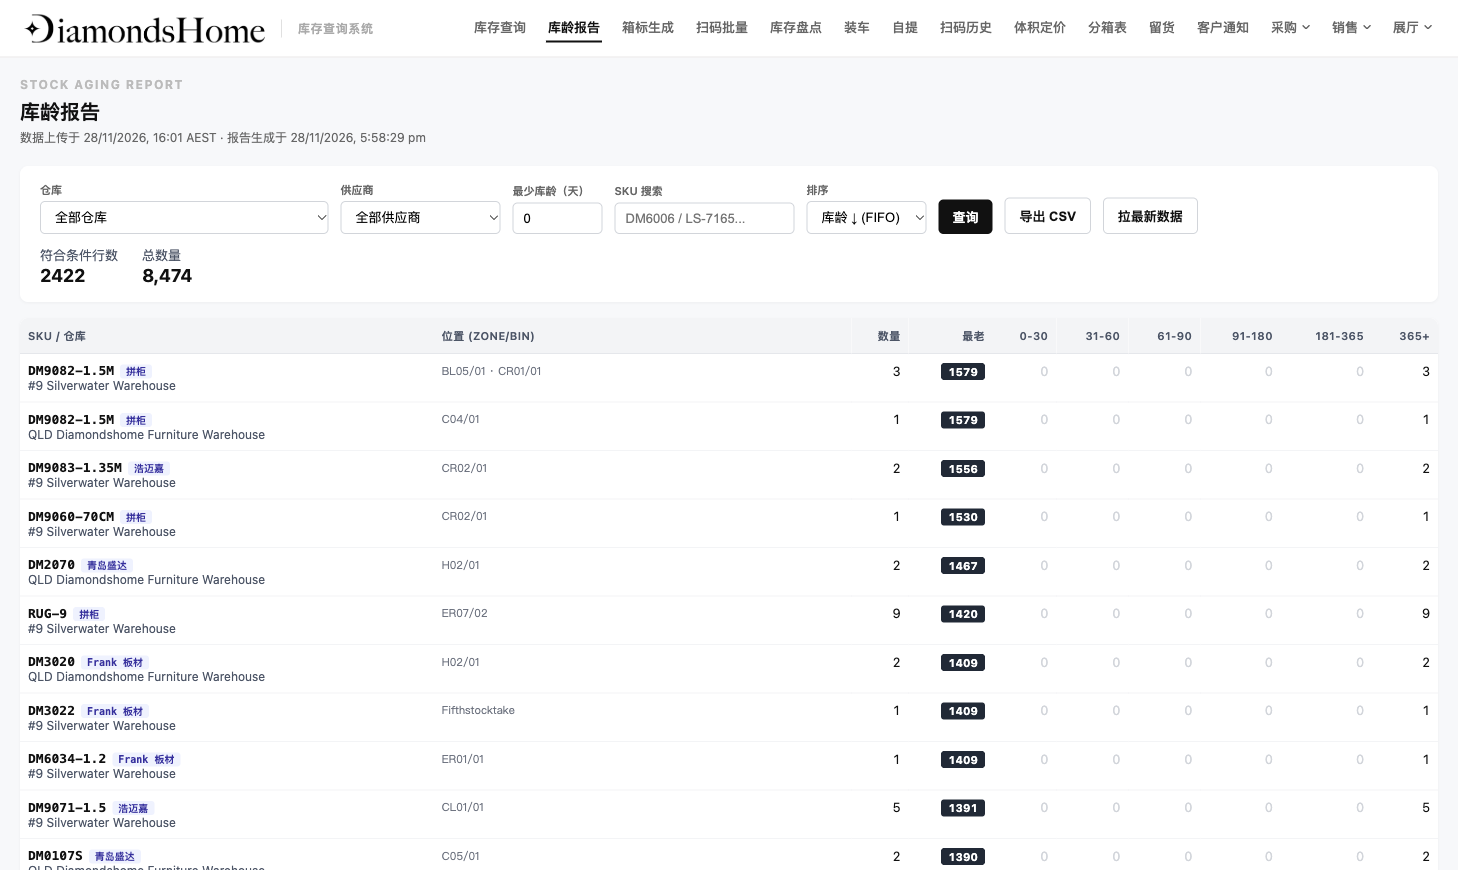 DiamondsHome 库存查询系统 库存查询 库龄报告 箱标生成 扫码批量 库存盘点 装车 自提 扫码历史 体积定价 分箱表 留货 客户通知 采购 销售 展厅
STOCK AGING REPORT
库龄报告
数据上传于 28/11/2026, 16:01 AEST · 报告生成于 28/11/2026, 5:58:29 pm
仓库 供应商 最少库龄（天） SKU 搜索 排序
全部仓库 全部供应商 0 DM6006 / LS-7165... 库龄 ↓ (FIFO) 查询 导出 CSV 拉最新数据
符合条件行数 总数量
2422 8,474
SKU / 仓库 位置 (ZONE/BIN) 数量 最老 0-30 31-60 61-90 91-180 181-365 365+
DM9082-1.5M 拼柜 BL05/01 · CR01/01 3 1579 0 0 0 0 0 3
#9 Silverwater Warehouse
DM9082-1.5M 拼柜 C04/01 1 1579 0 0 0 0 0 1
QLD Diamondshome Furniture Warehouse
DM9083-1.35M 浩迈嘉 CR02/01 2 1556 0 0 0 0 0 2
#9 Silverwater Warehouse
DM9060-70CM 拼柜 CR02/01 1 1530 0 0 0 0 0 1
#9 Silverwater Warehouse
DM2070 青岛盛达 H02/01 2 1467 0 0 0 0 0 2
QLD Diamondshome Furniture Warehouse
RUG-9 拼柜 ER07/02 9 1420 0 0 0 0 0 9
#9 Silverwater Warehouse
DM3020 Frank 板材 H02/01 2 1409 0 0 0 0 0 2
QLD Diamondshome Furniture Warehouse
DM3022 Frank 板材 Fifthstocktake 1 1409 0 0 0 0 0 1
#9 Silverwater Warehouse
DM6034-1.2 Frank 板材 ER01/01 1 1409 0 0 0 0 0 1
#9 Silverwater Warehouse
DM9071-1.5 浩迈嘉 CL01/01 5 1391 0 0 0 0 0 5
#9 Silverwater Warehouse
DM0107S 青岛盛达 C05/01 2 1390 0 0 0 0 0 2
QLD Diamondshome Furniture Warehouse